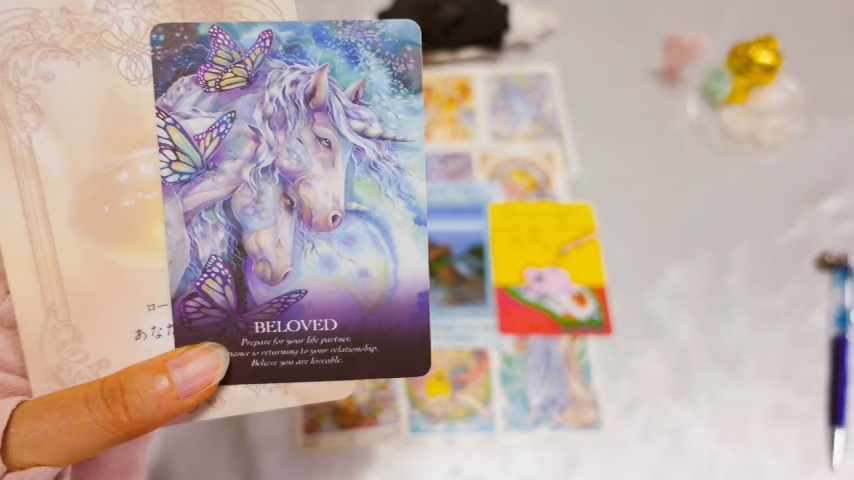 BELOVED
Prepare for your life partner.
is returning to your relationship.
Believe you are loveable.
ロー
あなた